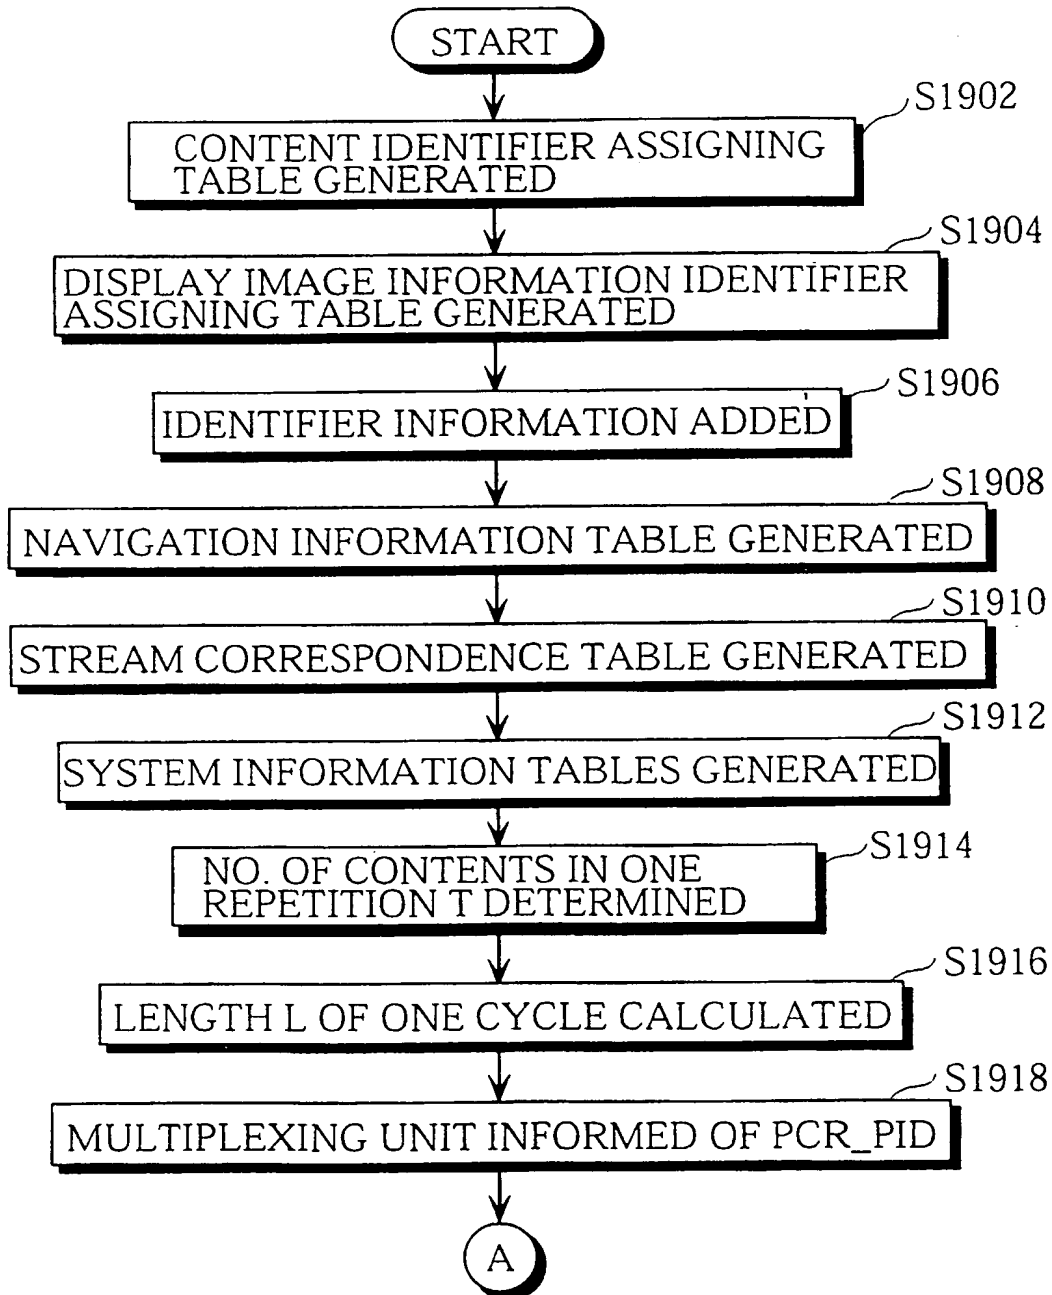 START
S1902
CONTENT IDENTIFIER ASSIGNING
TABLE GENERATED
S1904
DISPLAY IMAGE INFORMATION IDENTIFIER
ASSIGNING TABLE GENERATED
S1906
IDENTIFIER INFORMATION ADDED
S1908
NAVIGATION INFORMATION TABLE GENERATED
S1910
STREAM CORRESPONDENCE TABLE GENERATED
S1912
SYSTEM INFORMATION TABLES GENERATED
S1914
NO. OF CONTENTS IN ONE
REPETITION T DETERMINED
S1916
LENGTH L OF ONE CYCLE CALCULATED
S1918
MULTIPLEXING UNIT INFORMED OF PCR_PID
A